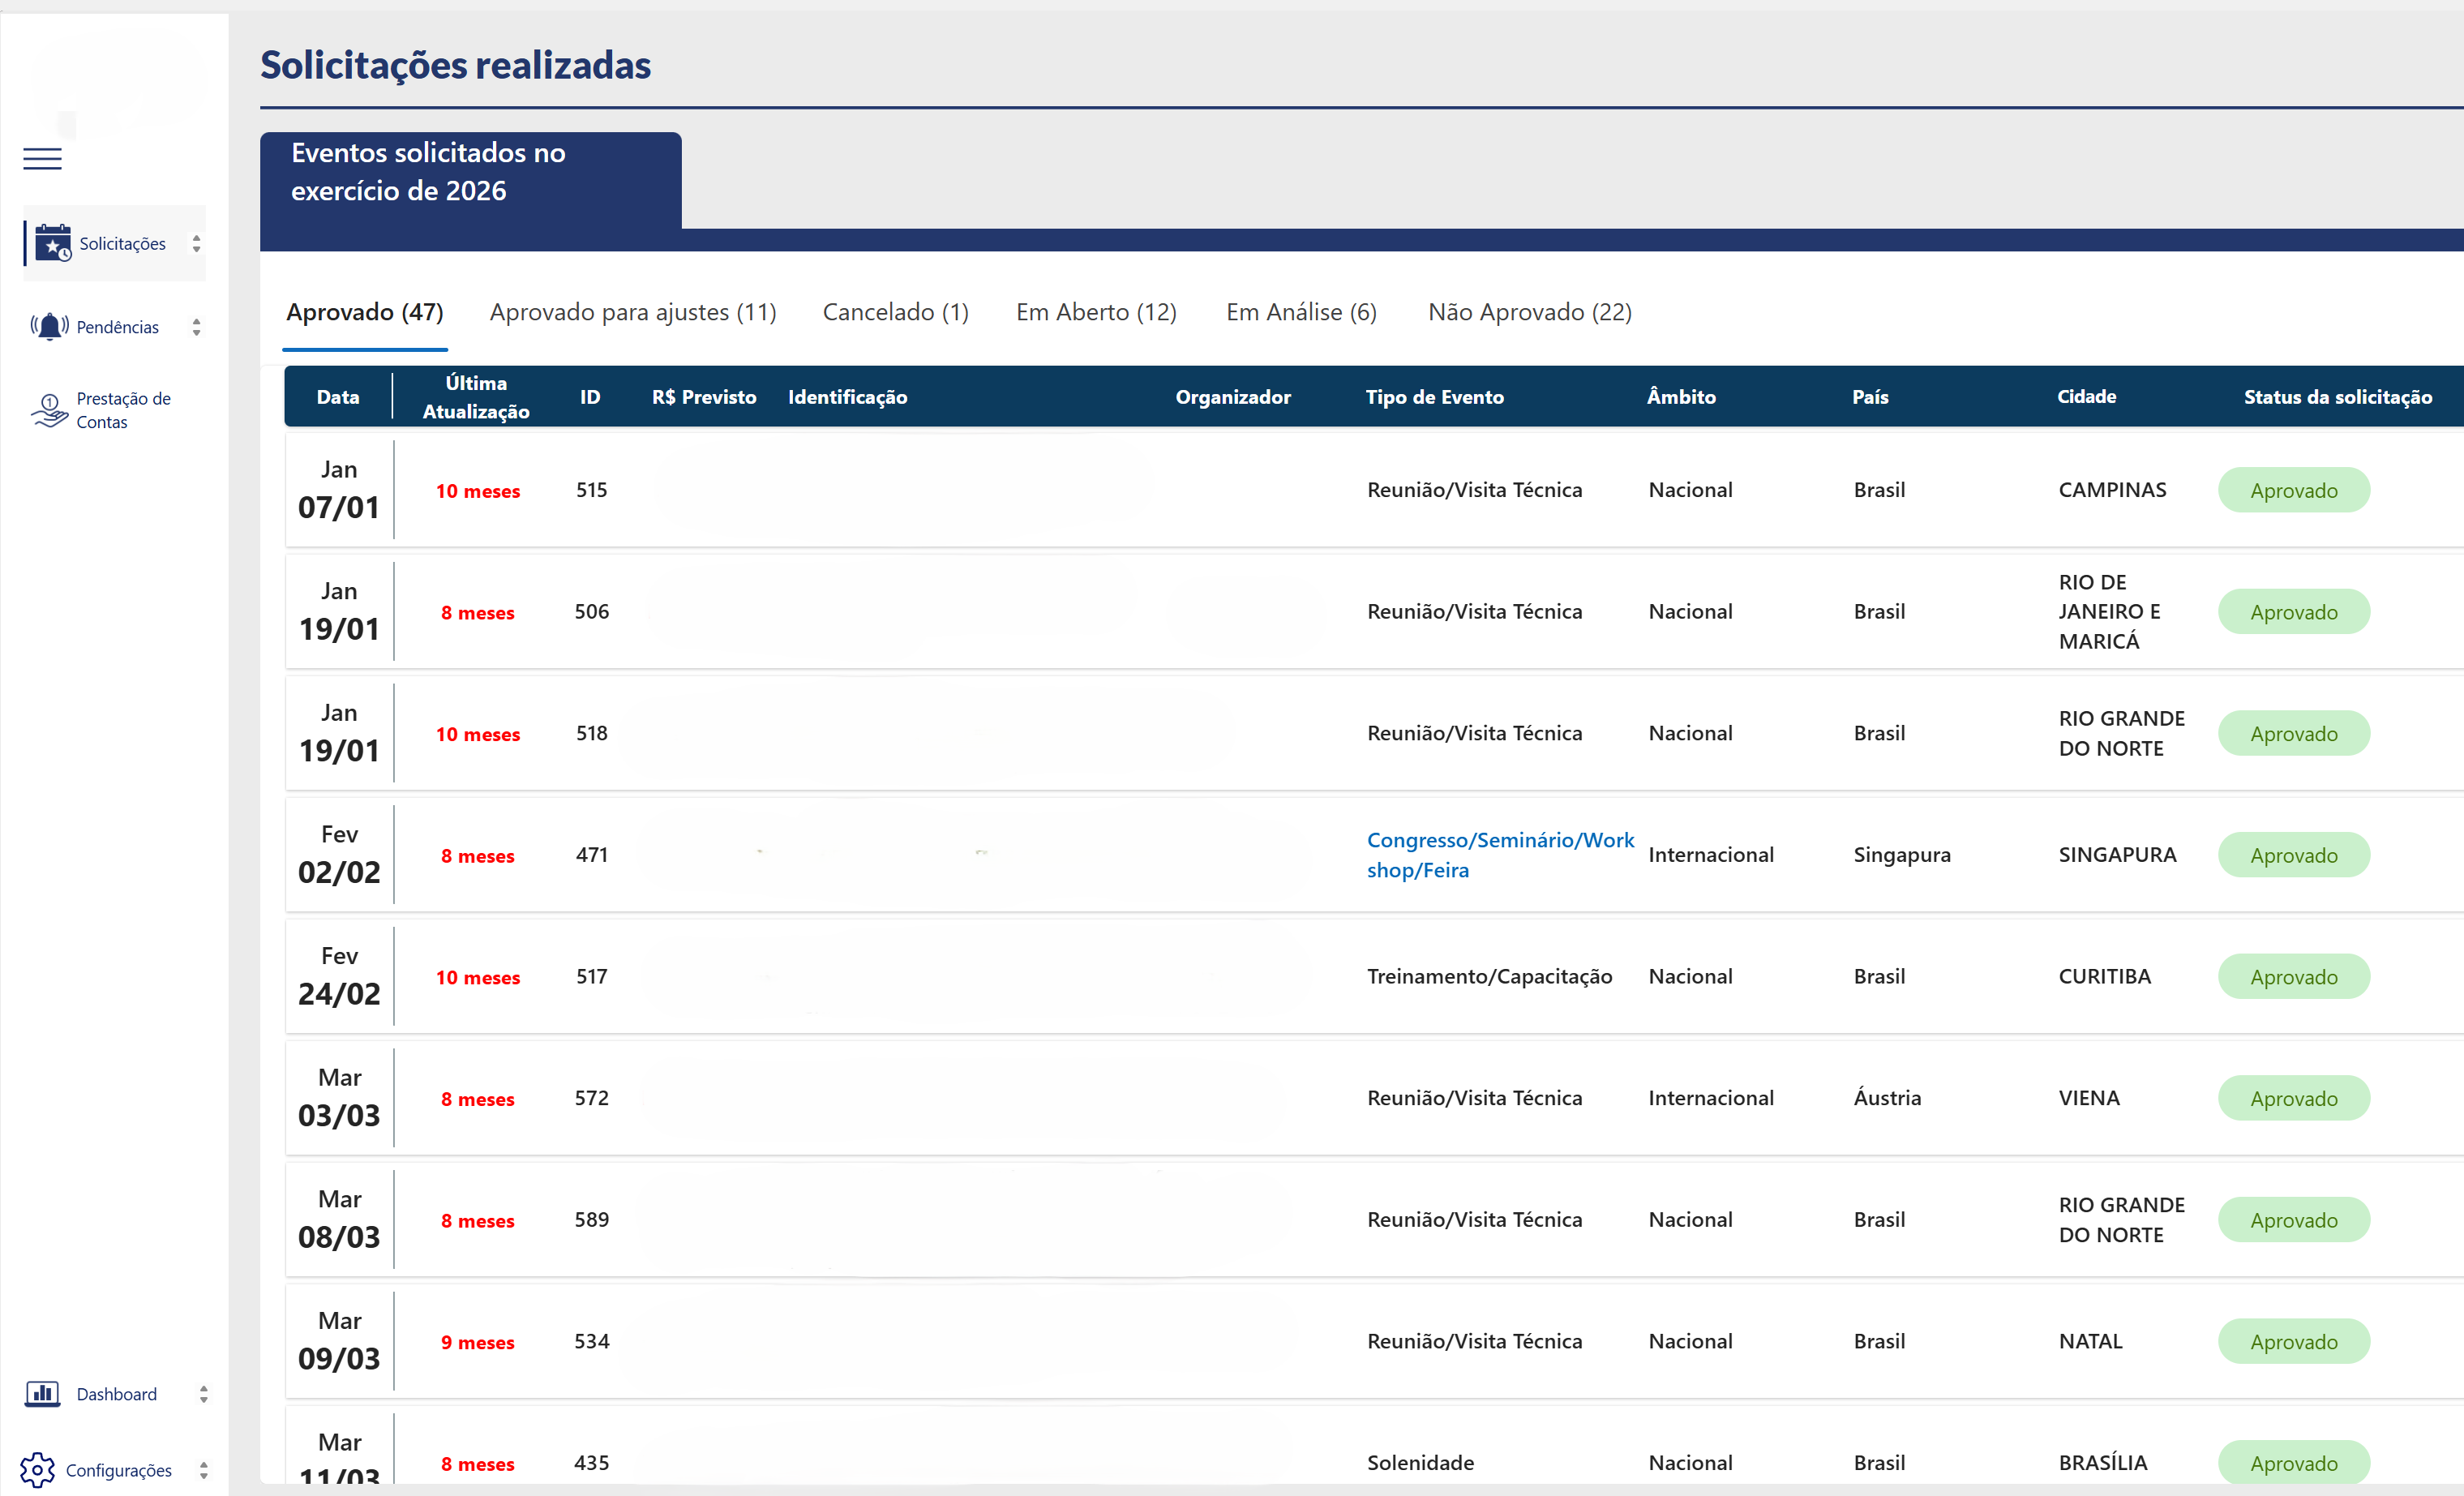 Solicitações realizadas
Eventos solicitados no
exercício de 2026
Solicitações
Pendências
Prestação de
Contas
Dashboard
Configurações
Aprovado (47) Aprovado para ajustes (11) Cancelado (1) Em Aberto (12) Em Análise (6) Não Aprovado (22)
Data Última Atualização ID R$ Previsto Identificação Organizador Tipo de Evento Âmbito País Cidade Status da solicitação
Jan
07/01 10 meses 515 Reunião/Visita Técnica Nacional Brasil CAMPINAS Aprovado
Jan
19/01 8 meses 506 Reunião/Visita Técnica Nacional Brasil RIO DE JANEIRO E MARICÁ Aprovado
Jan
19/01 10 meses 518 Reunião/Visita Técnica Nacional Brasil RIO GRANDE DO NORTE Aprovado
Fev
02/02 8 meses 471 Congresso/Seminário/Workshop/Feira Internacional Singapura SINGAPURA Aprovado
Fev
24/02 10 meses 517 Treinamento/Capacitação Nacional Brasil CURITIBA Aprovado
Mar
03/03 8 meses 572 Reunião/Visita Técnica Internacional Áustria VIENA Aprovado
Mar
08/03 8 meses 589 Reunião/Visita Técnica Nacional Brasil RIO GRANDE DO NORTE Aprovado
Mar
09/03 9 meses 534 Reunião/Visita Técnica Nacional Brasil NATAL Aprovado
Mar
11/03 8 meses 435 Solenidade Nacional Brasil BRASÍLIA Aprovado